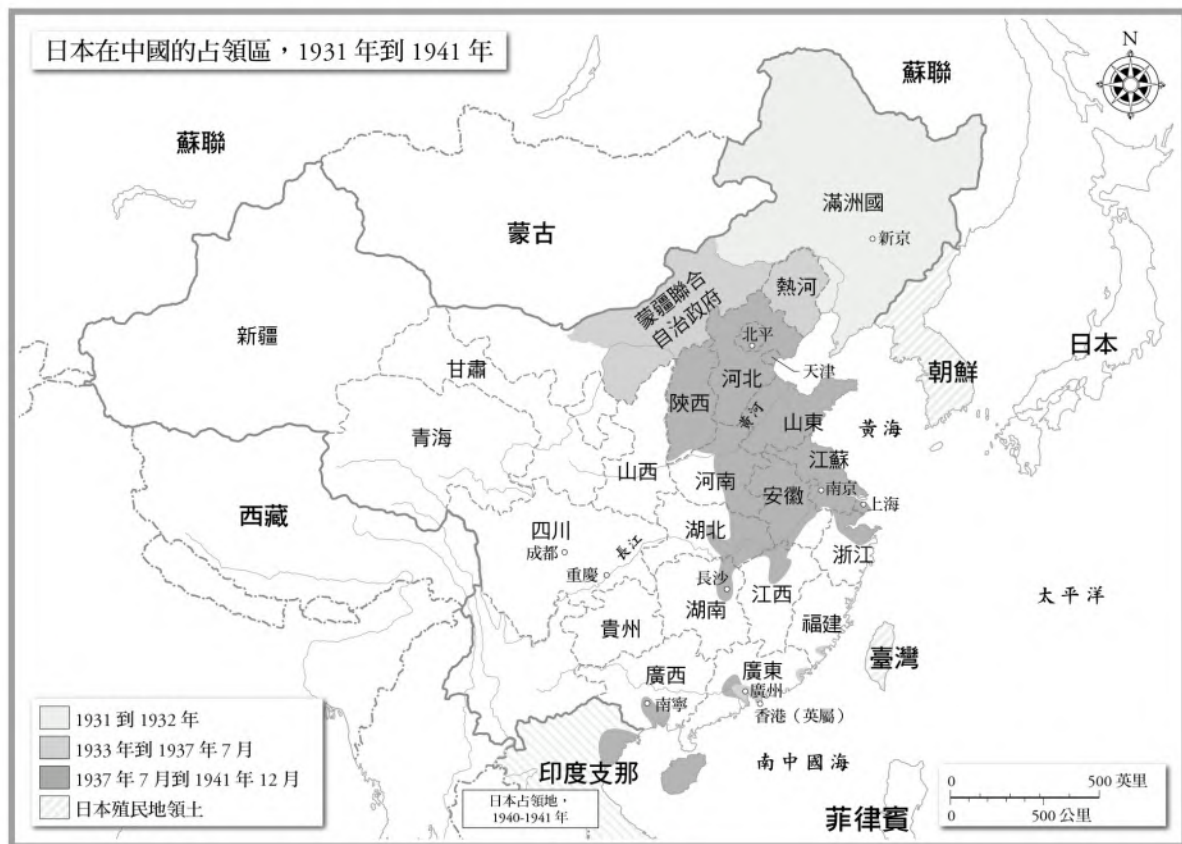 日本在中國的占領區，1931 年到 1941 年
N
蘇聯
蘇聯
蒙古
滿洲國
新京
熱河
蒙疆聯合
自治政府
新疆
甘肅
北平
天津
河北
日本
朝鮮
陝西
黃河
山東
黃海
青海
山西
河南
江蘇
安徽
南京
上海
西藏
四川
成都
長江
湖北
浙江
重慶
長沙
江西
湖南
太平洋
貴州
福建
臺灣
廣西
廣東
廣州
南寧
香港（英屬）
印度支那
南中國海
菲律賓
日本占領地，
1940-1941 年
1931 到 1932 年
1933 年到 1937 年 7 月
1937 年 7 月到 1941 年 12 月
日本殖民地領土
0 500 英里
0 500 公里